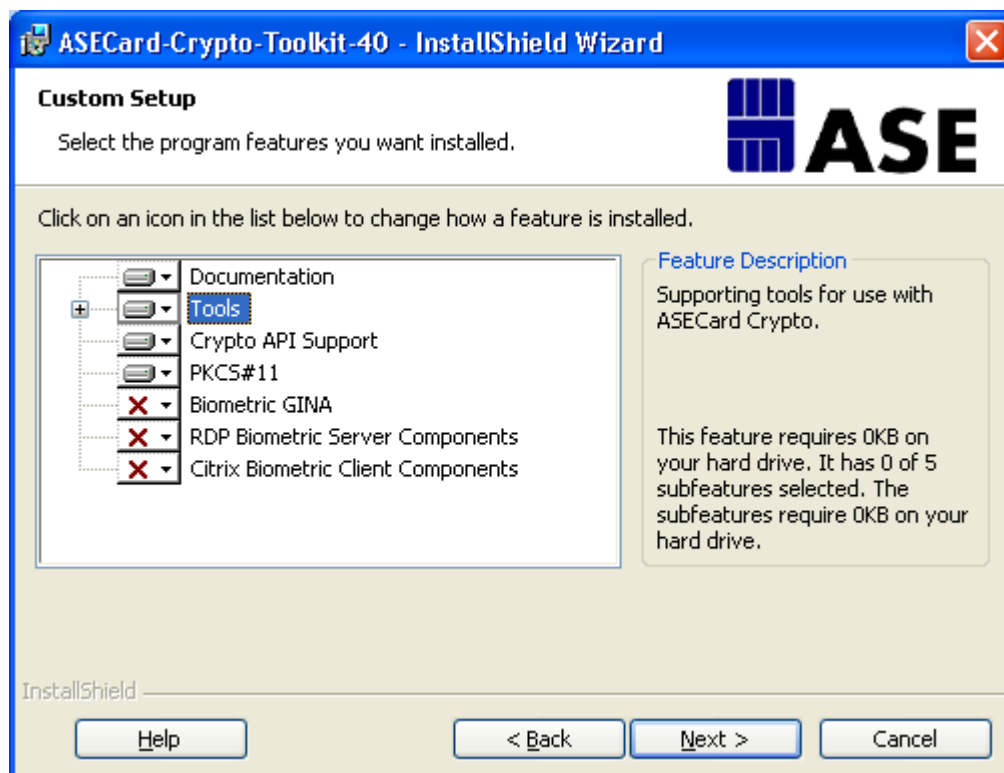 ASECard-Crypto-Toolkit-40 - InstallShield Wizard
Custom Setup
Select the program features you want installed.
ASE
Click on an icon in the list below to change how a feature is installed.
Documentation
Tools
Crypto API Support
PKCS#11
Biometric GINA
RDP Biometric Server Components
Citrix Biometric Client Components
Feature Description
Supporting tools for use with
ASECard Crypto.
This feature requires 0KB on
your hard drive. It has 0 of 5
subfeatures selected. The
subfeatures require 0KB on your
hard drive.
InstallShield
Help
< Back
Next >
Cancel